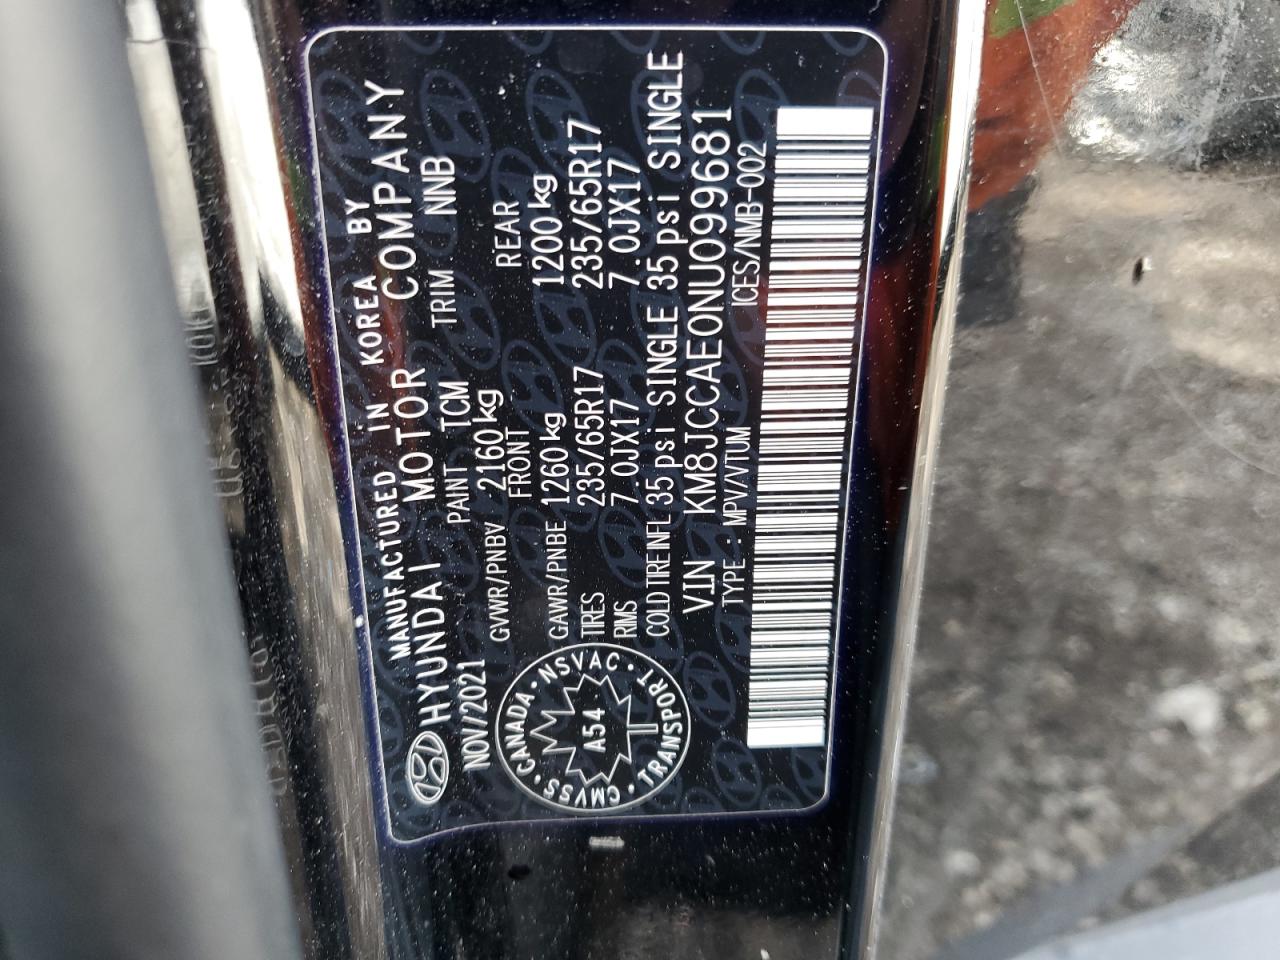 MANUFACTURED IN KOREA BY
HYUNDAI MOTOR COMPANY
NOV/2021 PAINT TCM TRIM NNB
GVWR/PNBV 2160kg
FRONT REAR
GAWR/PNBE 1260kg 1200kg
TIRES 235/65R17 235/65R17
RIMS 7.0JX17 7.0JX17
COLD TIRE INFL 35 psi SINGLE 35 psi SINGLE
VIN KM8JCCAE0NU099681
TYPE : MPV/VTUM ICES/NMB-002
CANADA · NSVAC · TRANSPORT · CMVSS ·
A54